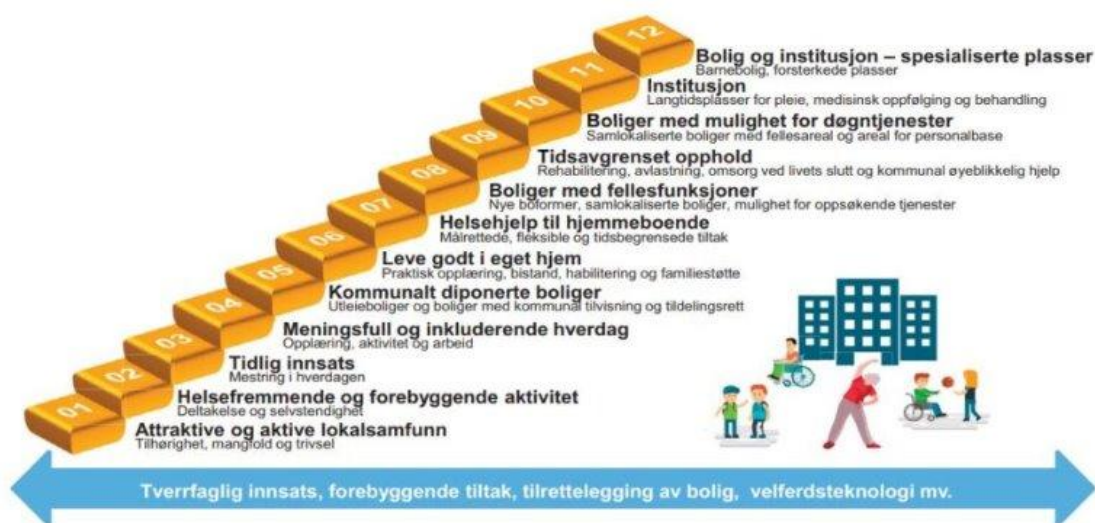 12
Bolig og institusjon – spesialiserte plasser
Barnebolig, forsterkede plasser
11
Institusjon
Langtidsplasser for pleie, medisinsk oppfølging og behandling
10
Boliger med mulighet for døgntjenester
Samlokaliserte boliger med fellesareal og areal for personalbase
09
Tidsavgrenset opphold
Rehabilitering, avlastning, omsorg ved livets slutt og kommunal øyeblikkelig hjelp
08
Boliger med fellesfunksjoner
Nye boformer, samlokaliserte boliger, mulighet for oppsøkende tjenester
07
Helsehjelp til hjemmeboende
Målrettede, fleksible og tidsbegrensede tiltak
06
Leve godt i eget hjem
Praktisk opplæring, bistand, habilitering og familiestøtte
05
Kommunalt diponerte boliger
Utleieboliger og boliger med kommunal tilvisning og tildelingsrett
04
Meningsfull og inkluderende hverdag
Opplæring, aktivitet og arbeid
03
Tidlig innsats
Mestring i hverdagen
02
Helsefremmende og forebyggende aktivitet
Deltakelse og selvstendighet
01
Attraktive og aktive lokalsamfunn
Tilhørighet, mangfold og trivsel
Tverrfaglig innsats, forebyggende tiltak, tilrettelegging av bolig, velferdsteknologi mv.